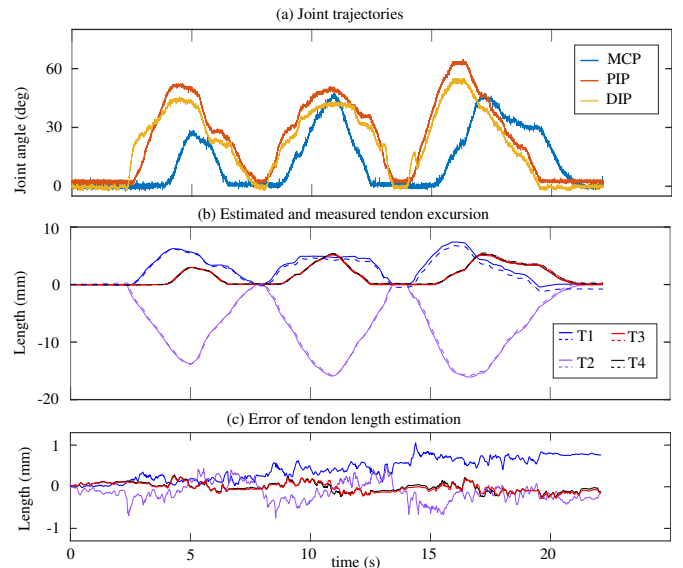 (a) Joint trajectories
60
30
0
Joint angle (deg)
MCP
PIP
DIP
(b) Estimated and measured tendon excursion
10
0
-10
-20
Length (mm)
T1 T3
T2 T4
(c) Error of tendon length estimation
1
0
-1
Length (mm)
0 5 10 15 20
time (s)